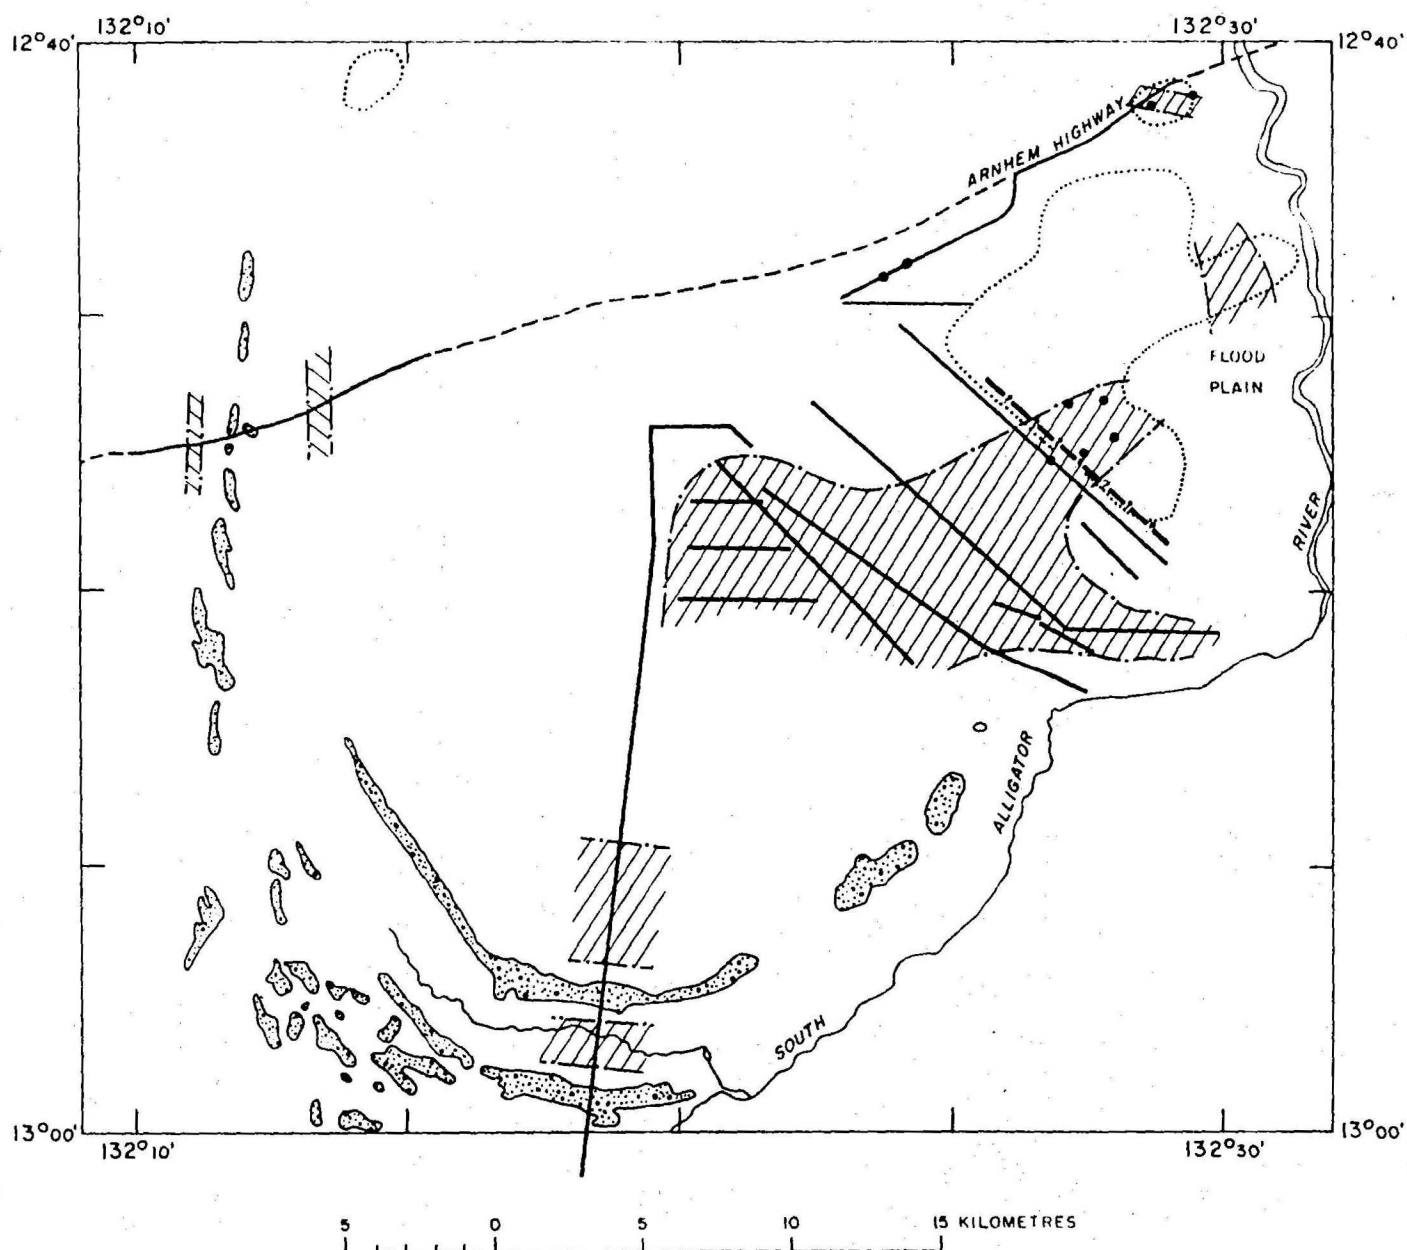 132°10'
132°30'
12°40'
12°40'
ARNHEM HIGHWAY
FLOOD
PLAIN
RIVER
ALLIGATOR
SOUTH
13°00'
13°00'
132°10'
132°30'
5 0 5 10 15 KILOMETRES